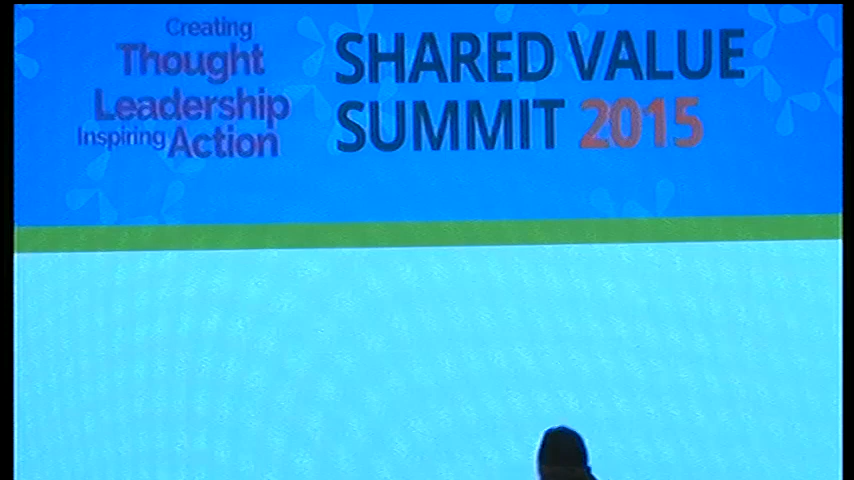 Creating
Thought
Leadership
Inspiring Action
SHARED VALUE
SUMMIT 2015